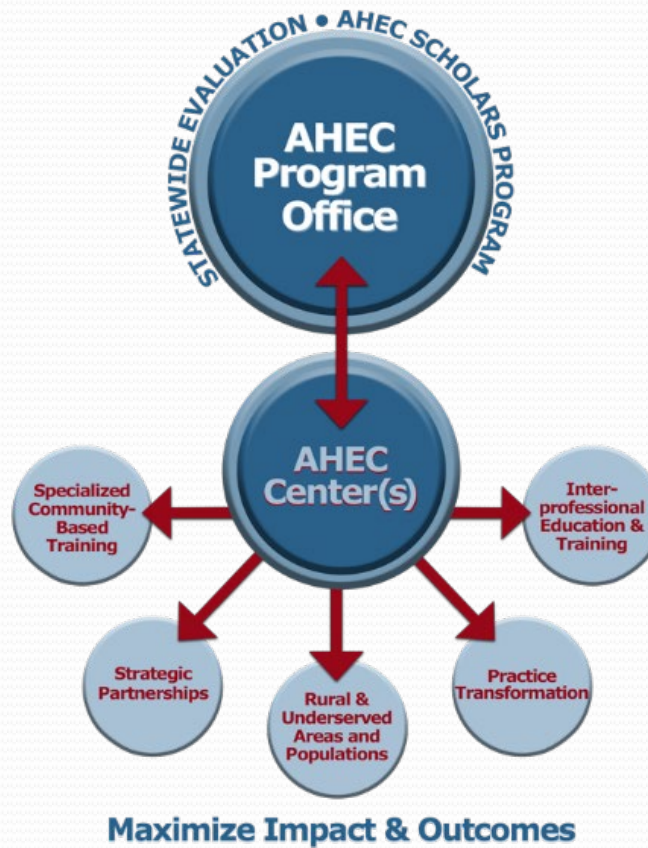 STATEWIDE EVALUATION • AHEC SCHOLARS PROGRAM
AHEC
Program
Office
AHEC
Center(s)
Specialized
Community-
Based
Training
Inter-
professional
Education &
Training
Strategic
Partnerships
Rural &
Underserved
Areas and
Populations
Practice
Transformation
Maximize Impact & Outcomes